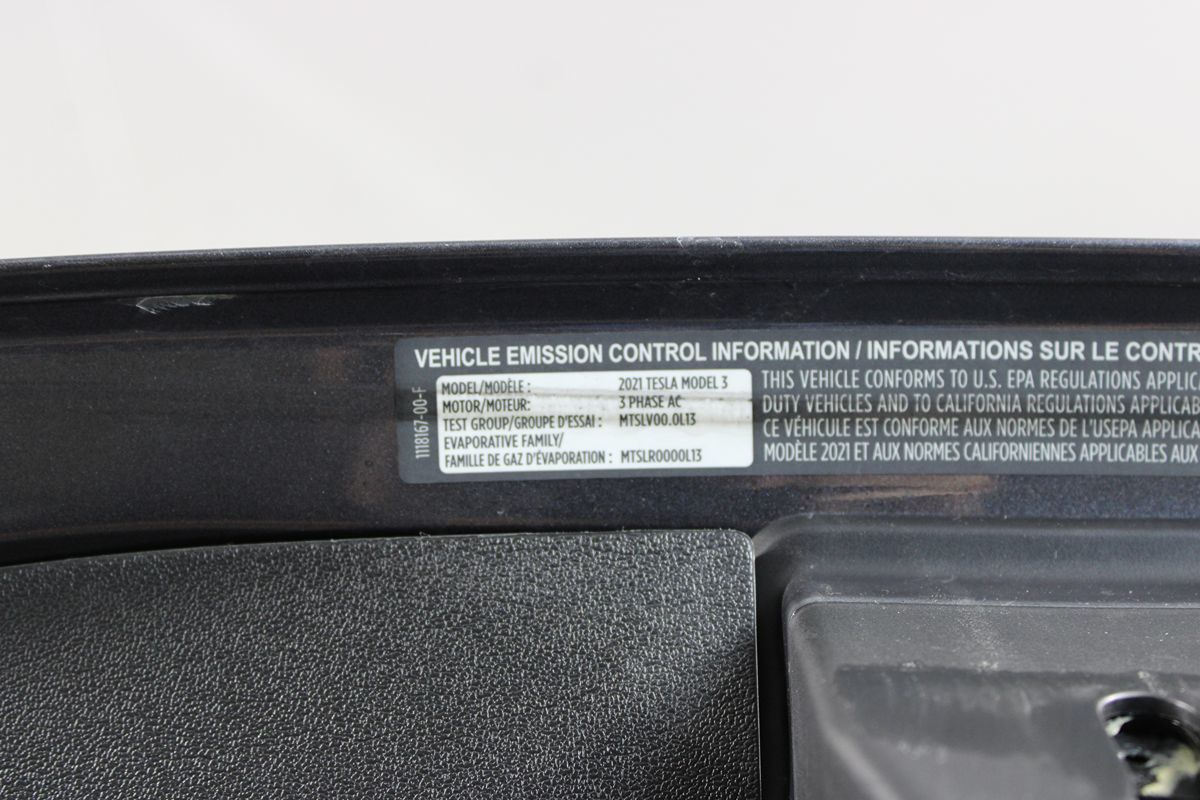 VEHICLE EMISSION CONTROL INFORMATION / INFORMATIONS SUR LE CONTR
1118167-00-F
MODEL/MODÈLE : 2021 TESLA MODEL 3
MOTOR/MOTEUR: 3 PHASE AC
TEST GROUP/GROUPE D'ESSAI : MTSLV00.0L13
EVAPORATIVE FAMILY/
FAMILLE DE GAZ D'ÉVAPORATION : MTSLR0000L13
THIS VEHICLE CONFORMS TO U.S. EPA REGULATIONS APPLIC
DUTY VEHICLES AND TO CALIFORNIA REGULATIONS APPLICA
CE VÉHICULE EST CONFORME AUX NORMES DE L'USEPA APPLICA
MODÈLE 2021 ET AUX NORMES CALIFORNIENNES APPLICABLES AUX